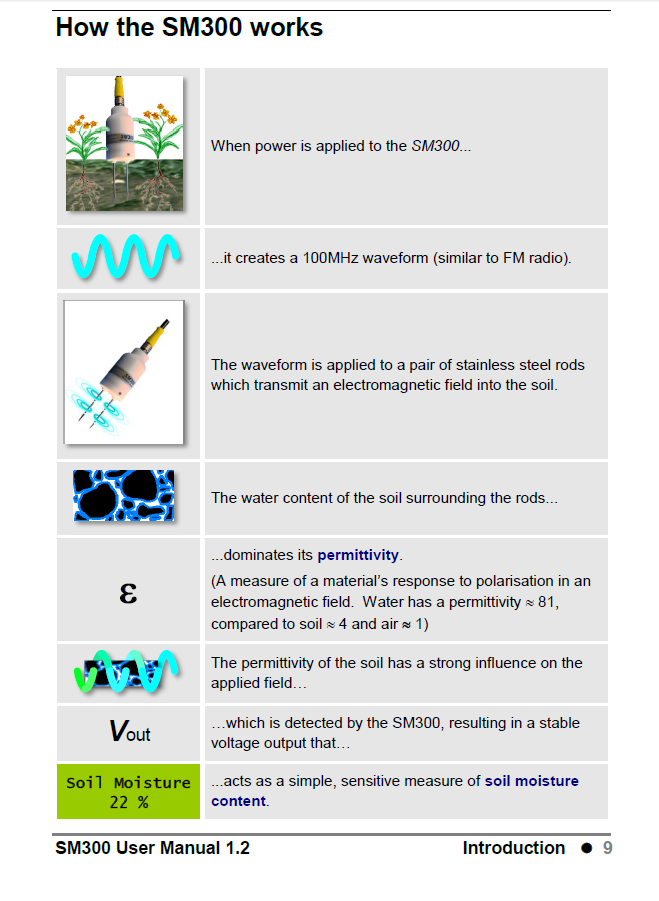 How the SM300 works
When power is applied to the SM300...
...it creates a 100MHz waveform (similar to FM radio).
The waveform is applied to a pair of stainless steel rods
which transmit an electromagnetic field into the soil.
The water content of the soil surrounding the rods...
ε
...dominates its permittivity.
(A measure of a material's response to polarisation in an
electromagnetic field.  Water has a permittivity ≈ 81,
compared to soil ≈ 4 and air ≈ 1)
The permittivity of the soil has a strong influence on the
applied field…
Vout
…which is detected by the SM300, resulting in a stable
voltage output that…
Soil Moisture
22 %
...acts as a simple, sensitive measure of soil moisture
content.
SM300 User Manual 1.2
Introduction ● 9